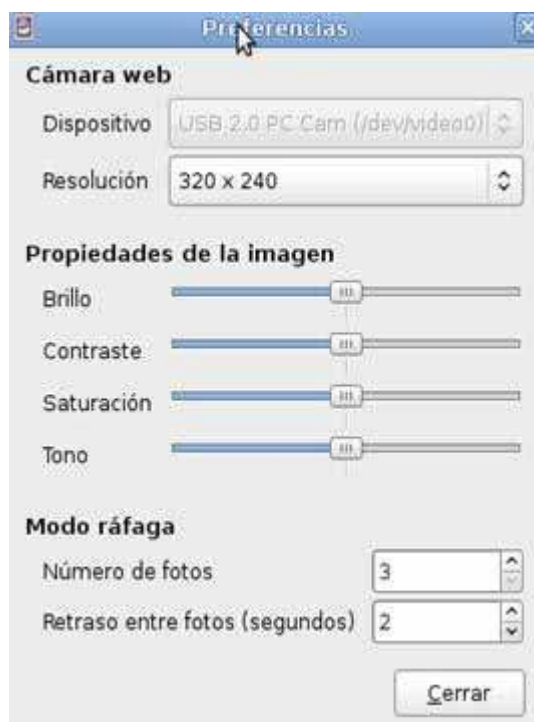 Preferencias
Cámara web
Dispositivo USB 2.0 PC Cam (/dev/video0)
Resolución 320 x 240
Propiedades de la imagen
Brillo
Contraste
Saturación
Tono
Modo ráfaga
Número de fotos 3
Retraso entre fotos (segundos) 2
Cerrar